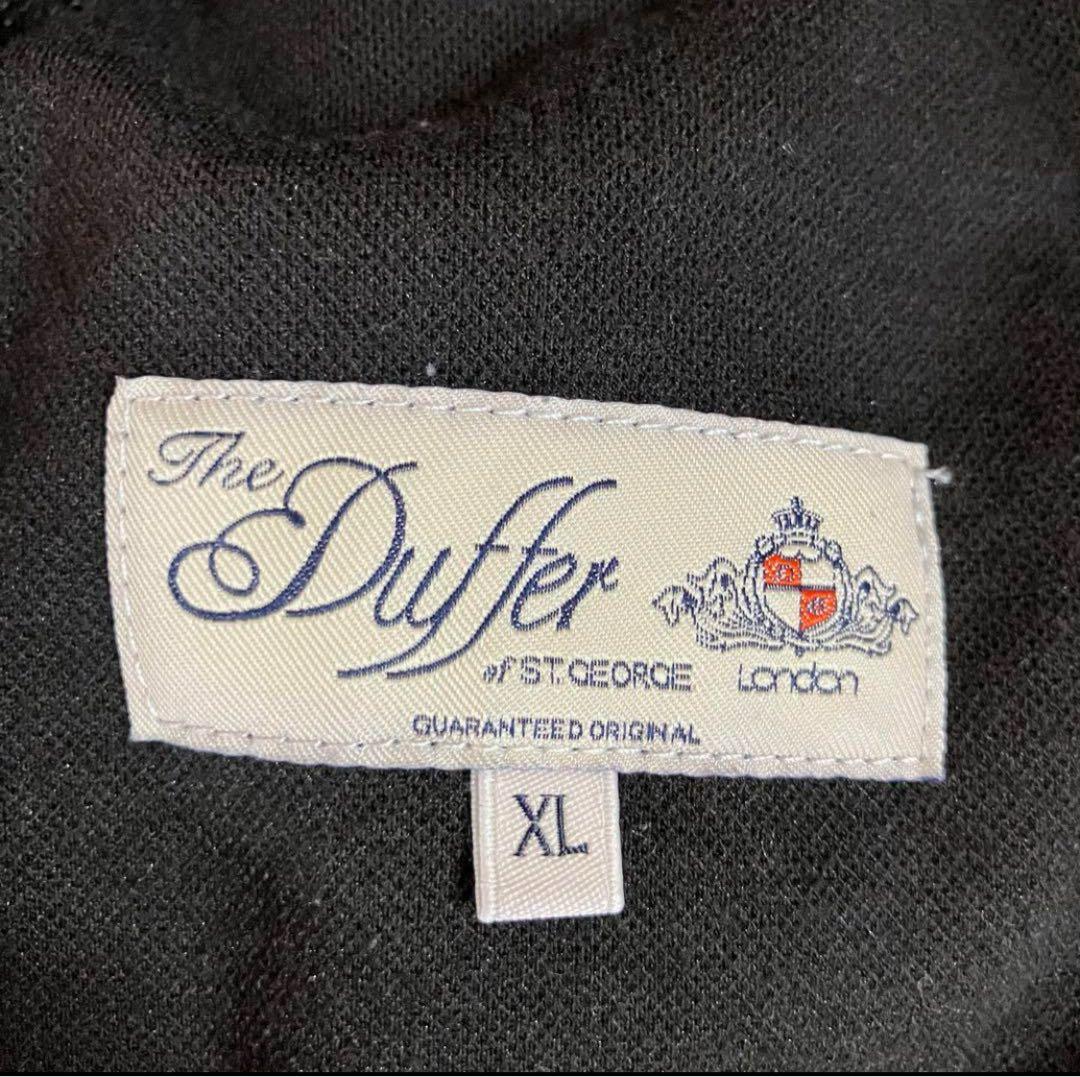 The Duffer
of ST. GEORGE London
GUARANTEED ORIGINAL
XL